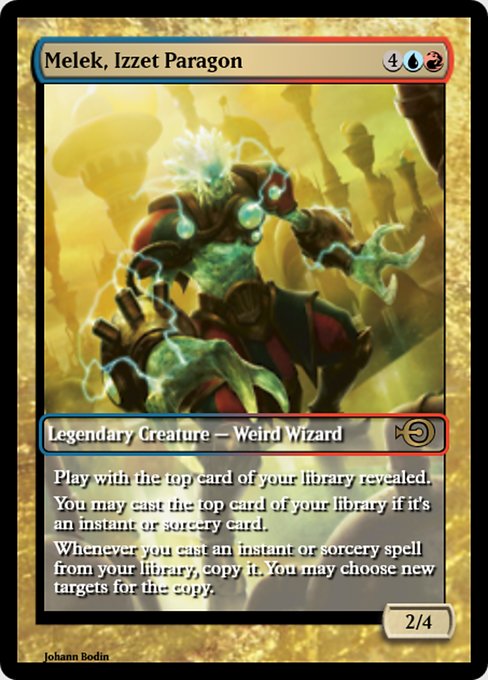 Melek, Izzet Paragon 4
Legendary Creature — Weird Wizard
Play with the top card of your library revealed.
You may cast the top card of your library if it's
an instant or sorcery card.
Whenever you cast an instant or sorcery spell
from your library, copy it. You may choose new
targets for the copy.
2/4
Johann Bodin